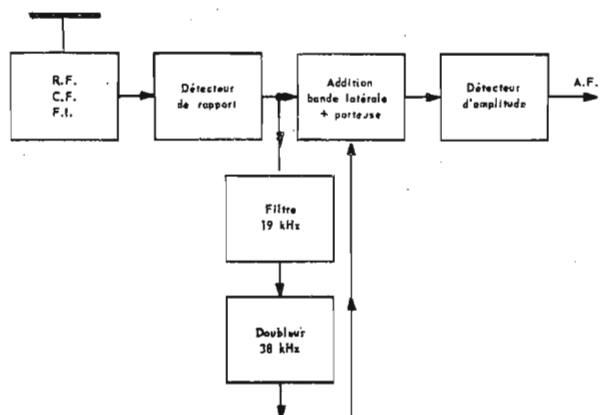 R.F.
C.F.
F.I.
Détecteur
de rapport
Addition
bande latérale
+ porteuse
Détecteur
d'amplitude
A.F.
Filtre
19 kHz
Doubleur
38 kHz